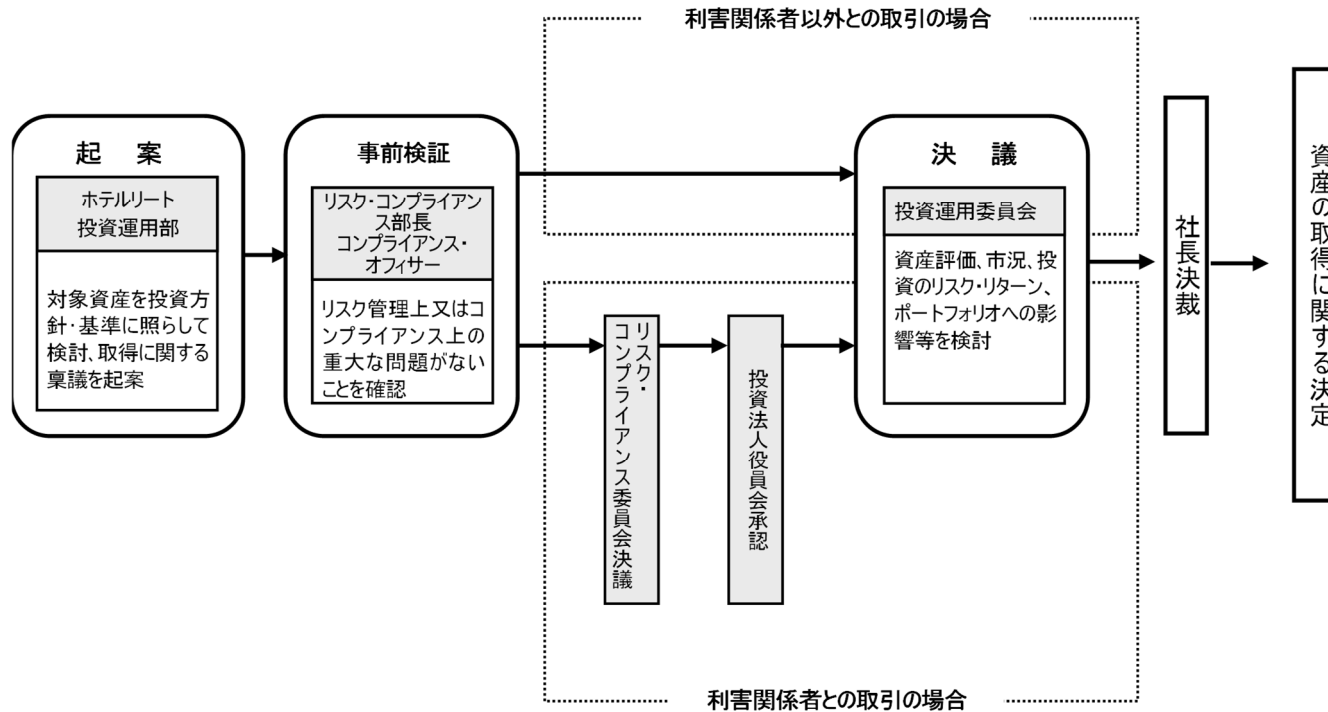 利害関係者以外との取引の場合
起　案
ホテルリート
投資運用部
対象資産を投資方
針・基準に照らして
検討、取得に関する
稟議を起案
事前検証
リスク・コンプライアン
ス部長
コンプライアンス・
オフィサー
リスク管理上又はコ
ンプライアンス上の
重大な問題がない
ことを確認
リスク・
コンプライアンス委員会決議
投資法人役員会承認
決　議
投資運用委員会
資産評価、市況、投
資のリスク・リターン、
ポートフォリオへの影
響等を検討
社長決裁
資産の取得に関する決定
利害関係者との取引の場合